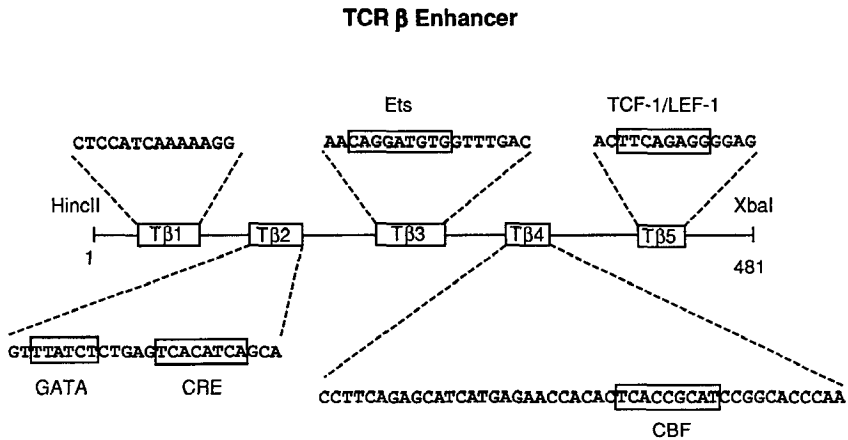 TCR β Enhancer
Ets
TCF-1/LEF-1
CTCCATCAAAAAGG
AACAGGATGTGGTTTGAC
ACTTCAGAGGGGAG
HincII
XbaI
Tβ1
Tβ2
Tβ3
Tβ4
Tβ5
1
481
GTTTATCTCTGAGTCACATCAGCA
GATA
CRE
CCTTCAGAGCATCATGAGAACCACACTCACCGCATCCGGCACCCAA
CBF